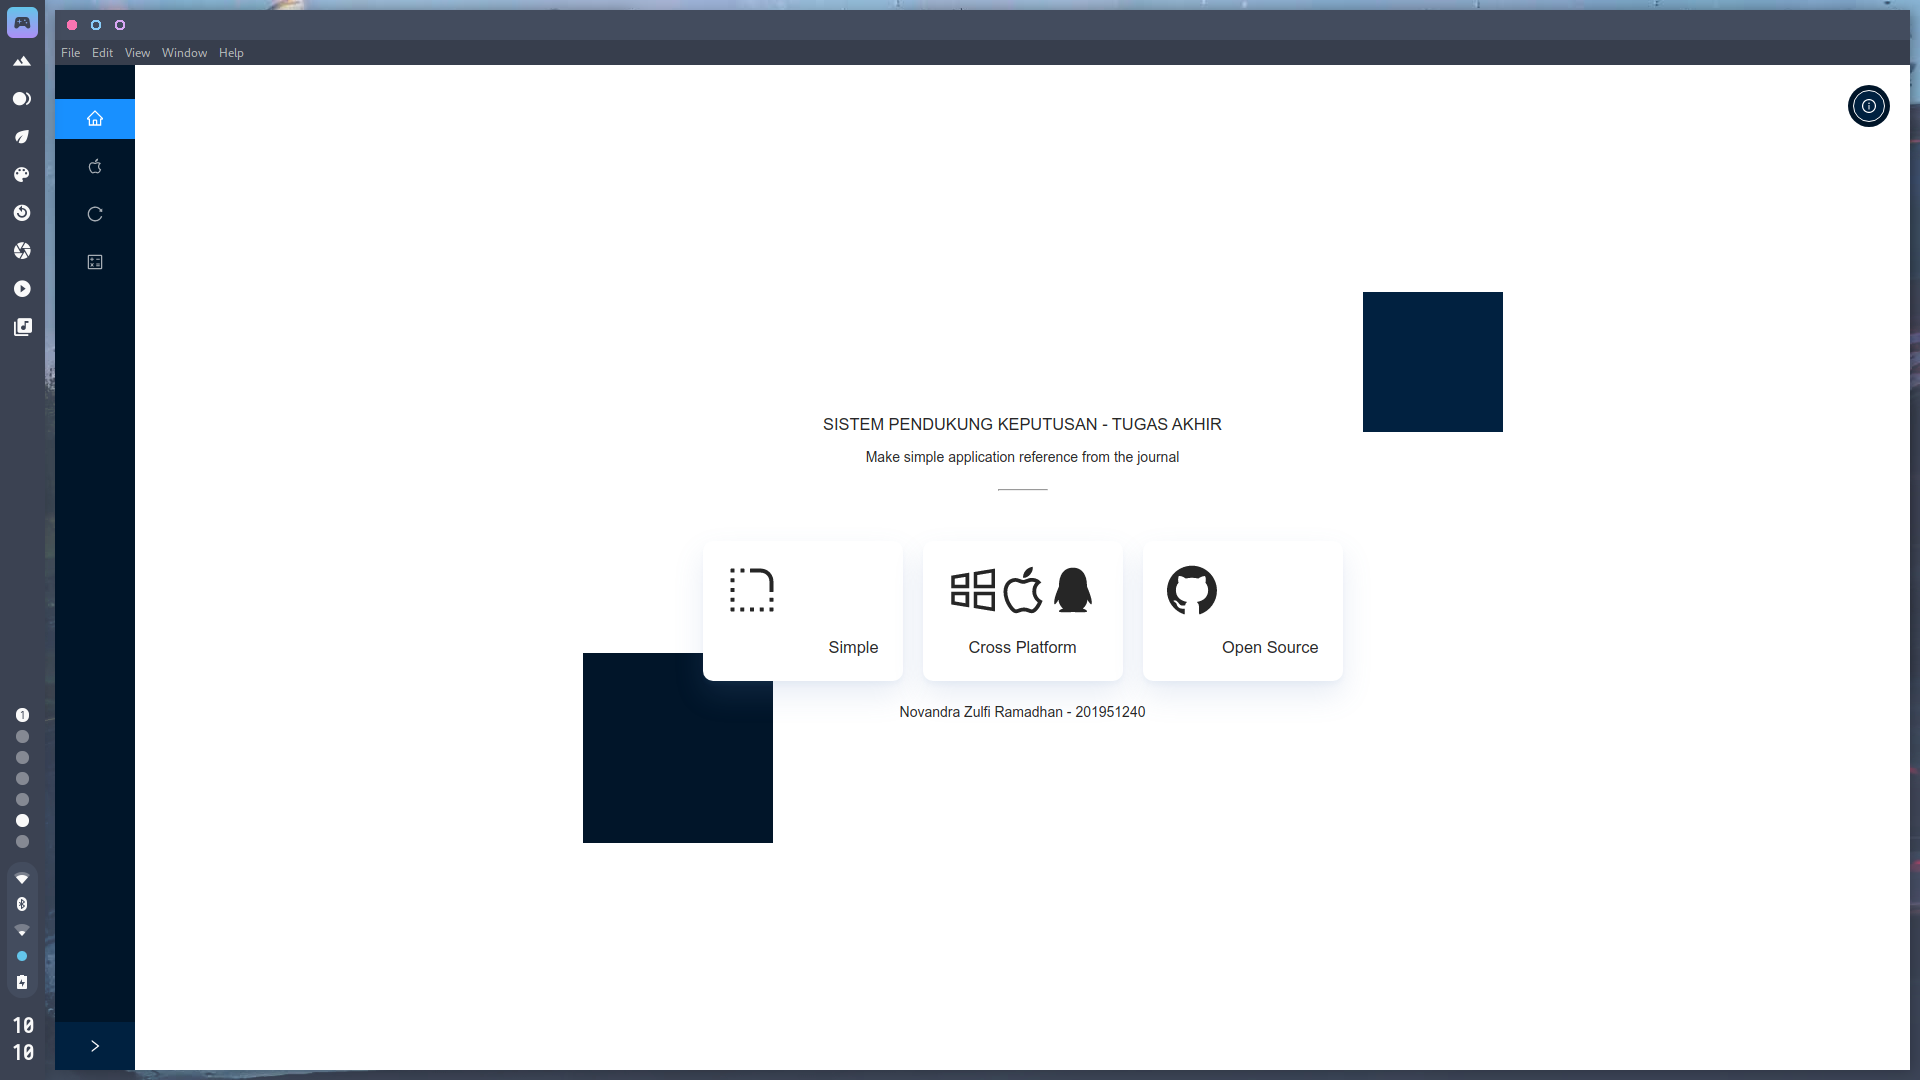 File Edit View Window Help
SISTEM PENDUKUNG KEPUTUSAN - TUGAS AKHIR
Make simple application reference from the journal
Simple
Cross Platform
Open Source
Novandra Zulfi Ramadhan - 201951240
1
10
10